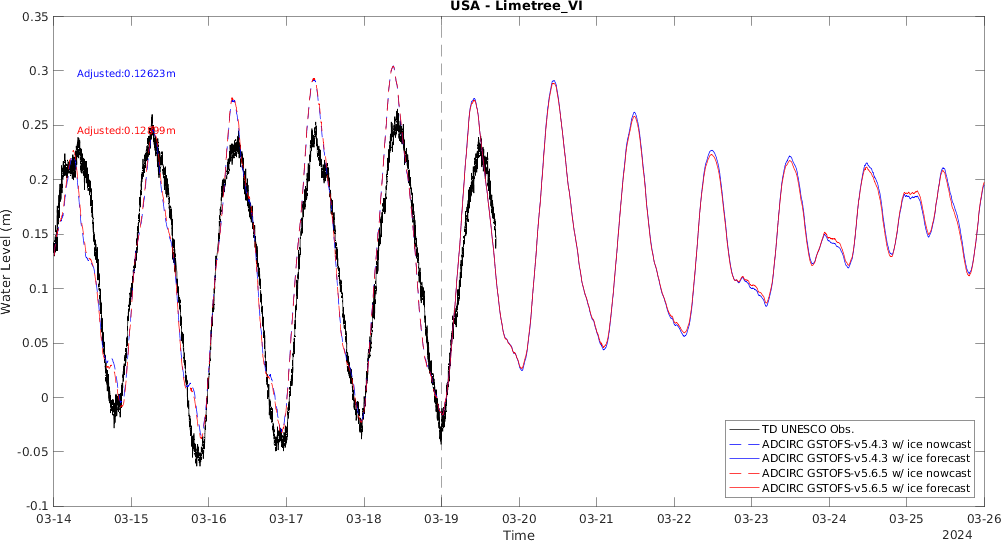 USA - Limetree_VI
0.35
0.3
0.25
0.2
0.15
0.1
0.05
0
-0.05
-0.1
Water Level (m)
Adjusted:0.12623m
03-14
03-15
03-16
03-17
03-18
03-19
03-20
03-21
03-22
03-23
03-24
03-25
03-26
Time
2024
TD UNESCO Obs.
ADCIRC GSTOFS-v5.4.3 w/ ice nowcast
ADCIRC GSTOFS-v5.4.3 w/ ice forecast
ADCIRC GSTOFS-v5.6.5 w/ ice nowcast
ADCIRC GSTOFS-v5.6.5 w/ ice forecast